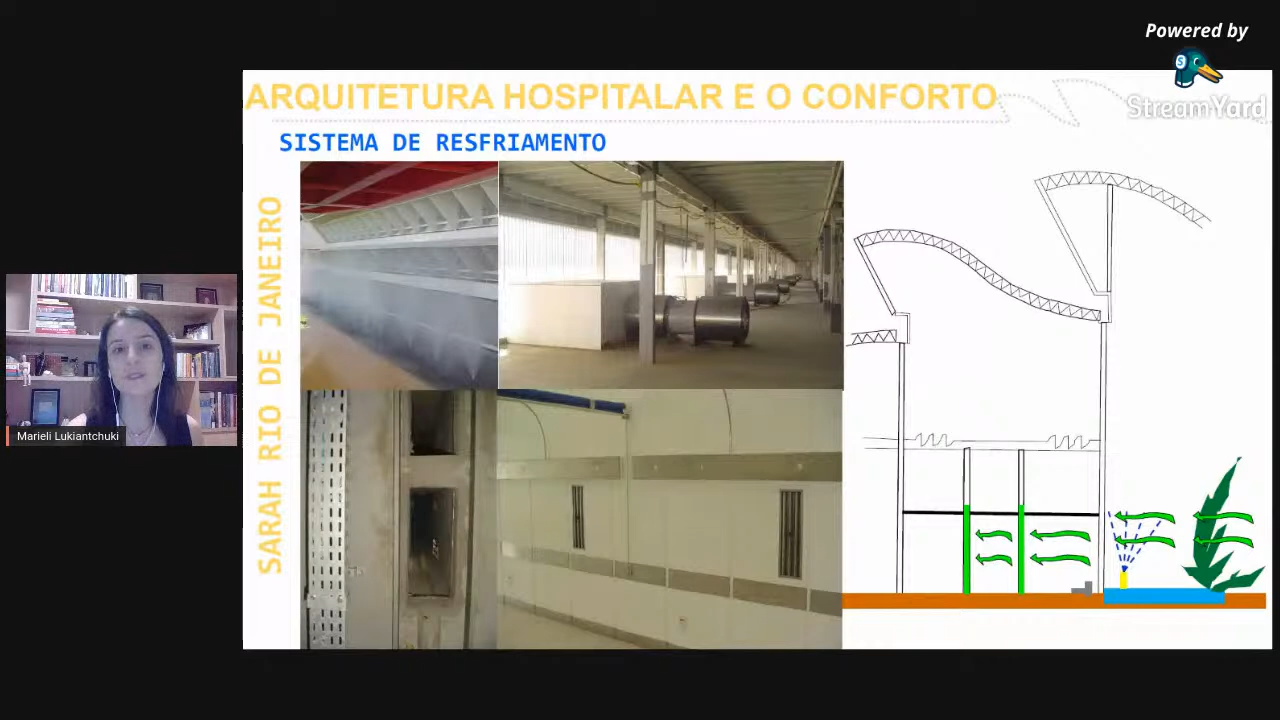 Powered by
StreamYard
ARQUITETURA HOSPITALAR E O CONFORTO
SISTEMA DE RESFRIAMENTO
SARAH RIO DE JANEIRO
Marieli Lukiantchuki